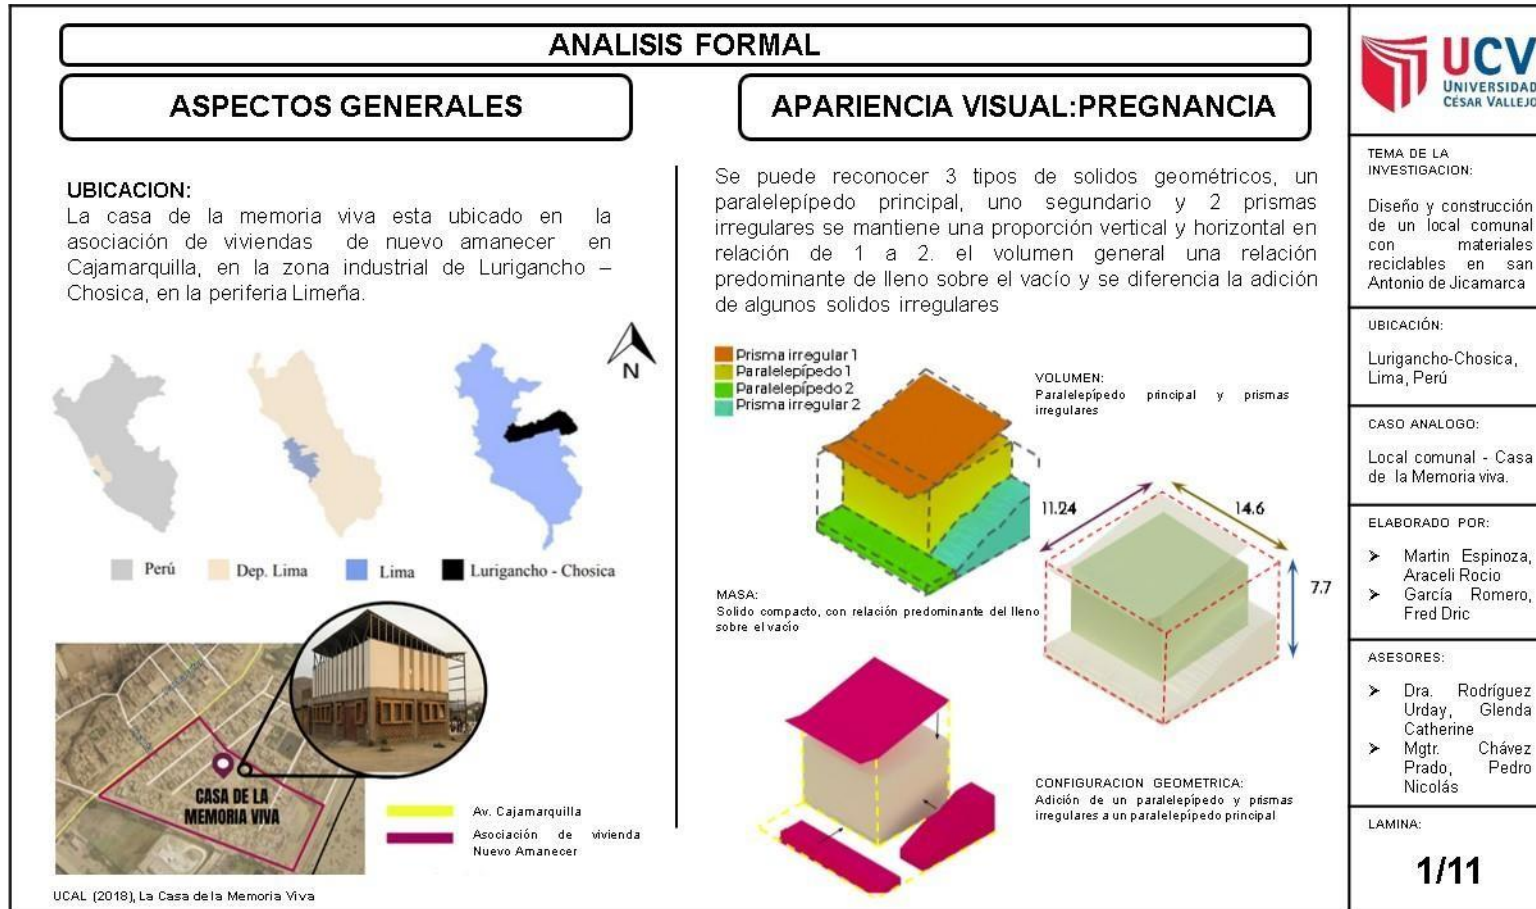 ANALISIS FORMAL
ASPECTOS GENERALES
UBICACION:
La casa de la memoria viva esta ubicado en la
asociación de viviendas de nuevo amanecer en
Cajamarquilla, en la zona industrial de Lurigancho –
Chosica, en la periferia Limeña.
N
Perú
Dep. Lima
Lima
Lurigancho - Chosica
CASA DE LA
MEMORIA VIVA
Av. Cajamarquilla
Asociación de vivienda
Nuevo Amanecer
UCAL (2018), La Casa de la Memoria Viva
APARIENCIA VISUAL:PREGNANCIA
Se puede reconocer 3 tipos de solidos geométricos, un
paralelepípedo principal, uno segundario y 2 prismas
irregulares se mantiene una proporción vertical y horizontal en
relación de 1 a 2. el volumen general una relación
predominante de lleno sobre el vacío y se diferencia la adición
de algunos solidos irregulares
Prisma irregular 1
Paralelepípedo 1
Paralelepípedo 2
Prisma irregular 2
VOLUMEN:
Paralelepípedo principal y prismas
irregulares
11.24
14.6
7.7
MASA:
Solido compacto, con relación predominante del lleno
sobre el vacío
CONFIGURACION GEOMETRICA:
Adición de un paralelepípedo y prismas
irregulares a un paralelepípedo principal
UCV
UNIVERSIDAD
CÉSAR VALLEJO
TEMA DE LA
INVESTIGACION:
Diseño y construcción
de un local comunal
con materiales
reciclables en san
Antonio de Jicamarca
UBICACIÓN:
Lurigancho-Chosica,
Lima, Perú
CASO ANALOGO:
Local comunal - Casa
de la Memoria viva.
ELABORADO POR:
➤ Martin Espinoza,
Araceli Rocio
➤ García Romero,
Fred Dric
ASESORES:
➤ Dra. Rodríguez
Urday, Glenda
Catherine
➤ Mgtr. Chávez
Prado, Pedro
Nicolás
LAMINA:
1/11